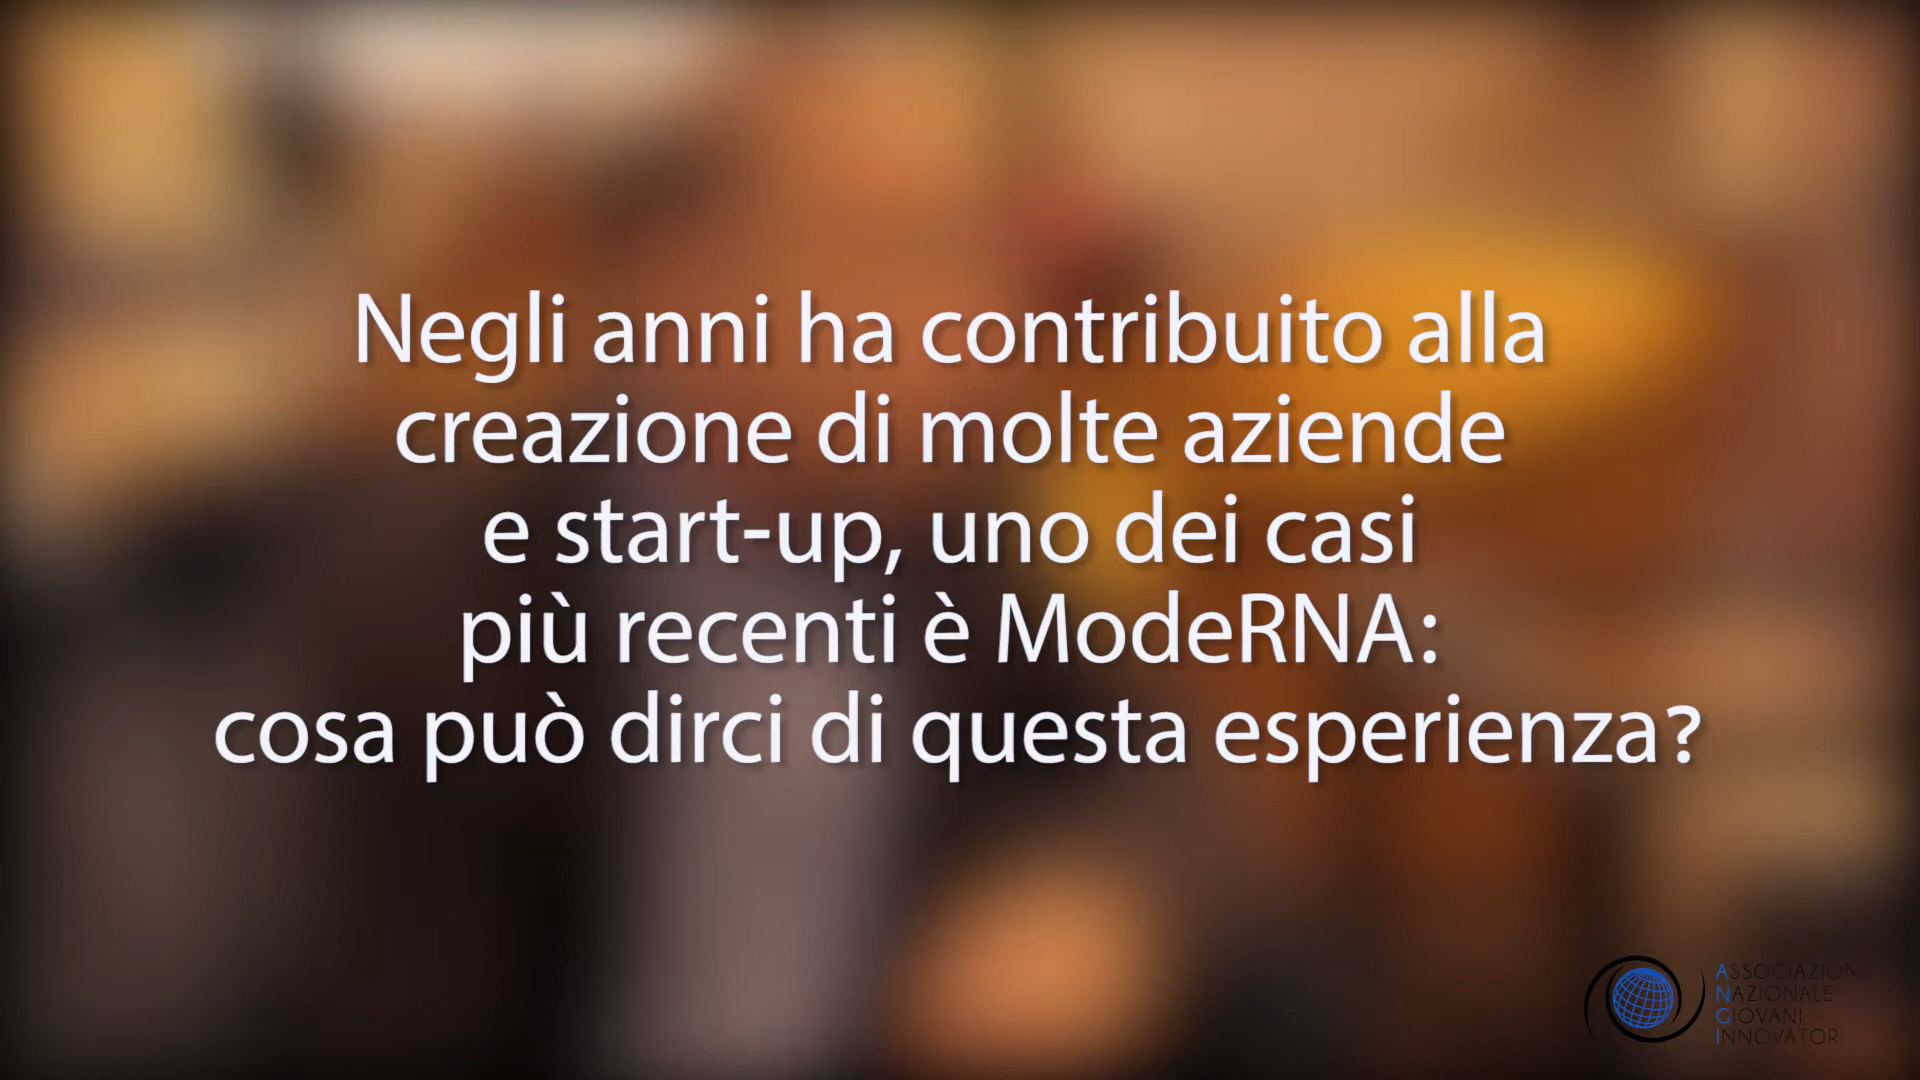 Negli anni ha contribuito alla
creazione di molte aziende
e start-up, uno dei casi
più recenti è ModeRNA:
cosa può dirci di questa esperienza?
ASSOCIAZION
NAZIONALE
GIOVANI
INNOVATORI